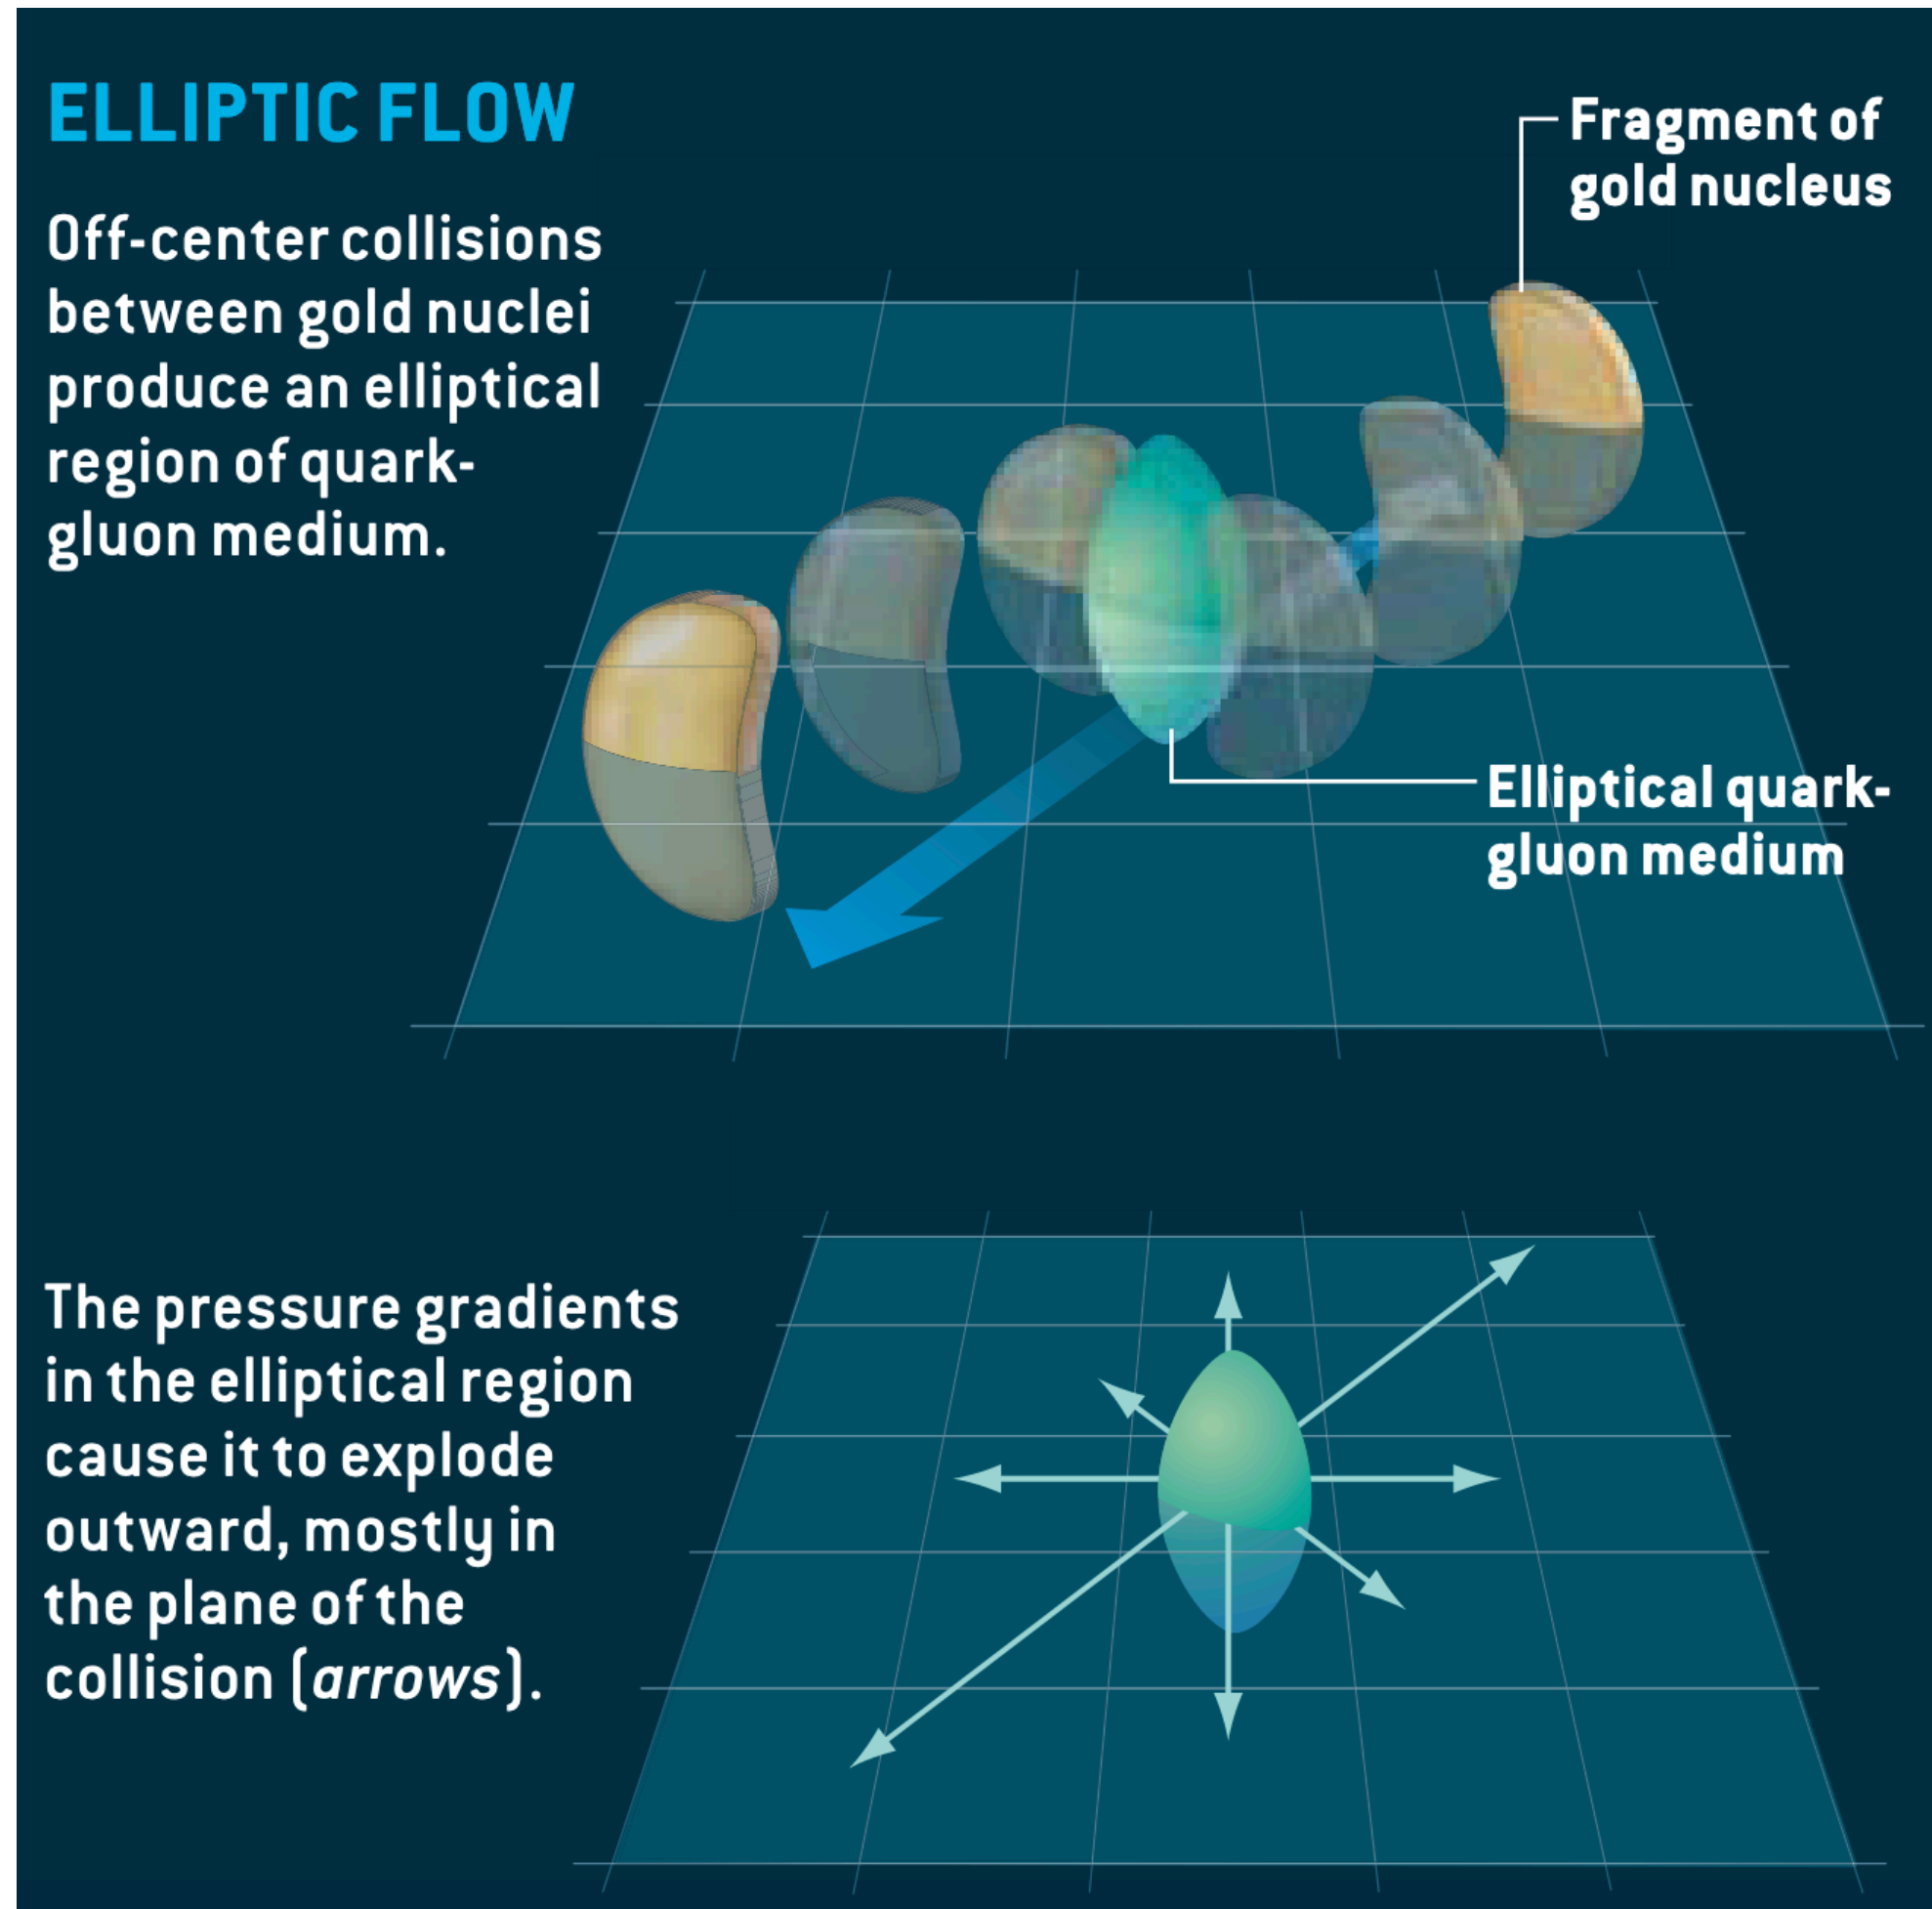 ELLIPTIC FLOW
Off-center collisions
between gold nuclei
produce an elliptical
region of quark-
gluon medium.
Fragment of
gold nucleus
Elliptical quark-
gluon medium
The pressure gradients
in the elliptical region
cause it to explode
outward, mostly in
the plane of the
collision (arrows).